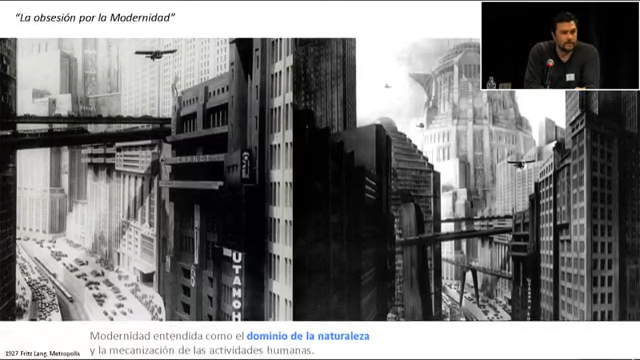 “La obsesión por la Modernidad”
UTAMOH
Modernidad entendida como el dominio de la naturaleza
y la mecanización de las actividades humanas.
1927 Fritz Lang. Metropolis